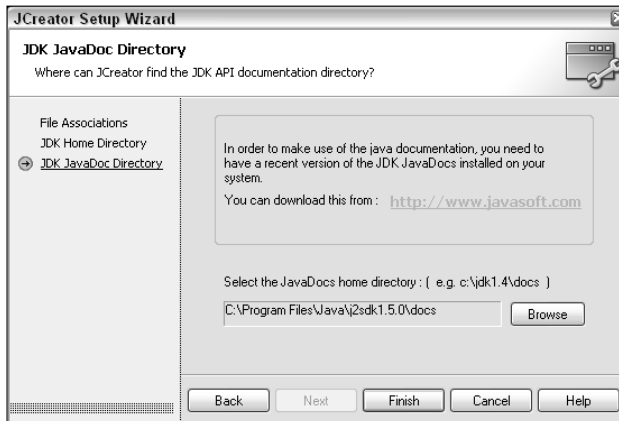 JCreator Setup Wizard
JDK JavaDoc Directory
Where can JCreator find the JDK API documentation directory?
File Associations
JDK Home Directory
JDK JavaDoc Directory
In order to make use of the java documentation, you need to
have a recent version of the JDK JavaDocs installed on your
system.
You can download this from : http://www.javasoft.com
Select the JavaDocs home directory : ( e.g. c:\jdk1.4\docs )
C:\Program Files\Java\j2sdk1.5.0\docs
Browse
Back Next Finish Cancel Help